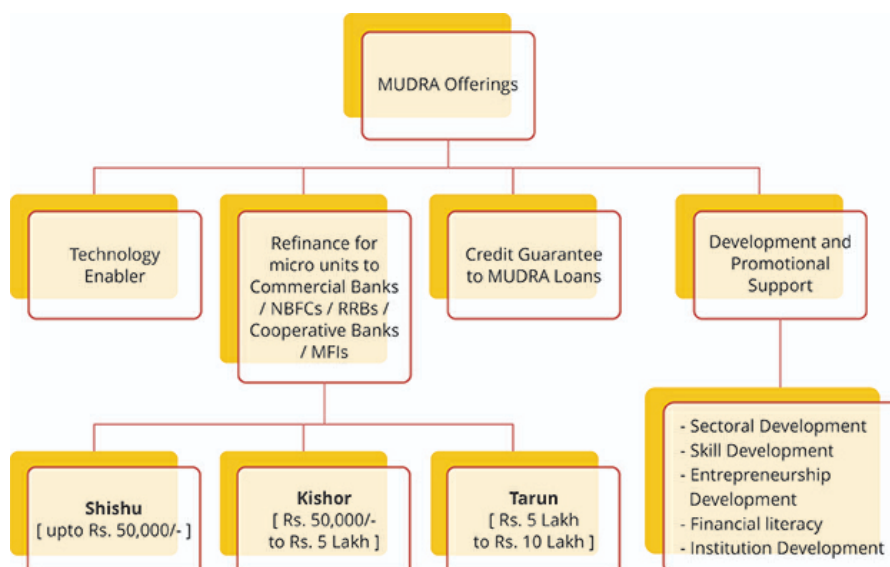 MUDRA Offerings
Technology
Enabler
Refinance for
micro units to
Commercial Banks
/ NBFCs / RRBs /
Cooperative Banks
/ MFIs
Credit Guarantee
to MUDRA Loans
Development and
Promotional
Support
Shishu
[ upto Rs. 50,000/- ]
Kishor
[ Rs. 50,000/-
to Rs. 5 Lakh ]
Tarun
[ Rs. 5 Lakh
to Rs. 10 Lakh ]
- Sectoral Development
- Skill Development
- Entrepreneurship
Development
- Financial literacy
- Institution Development